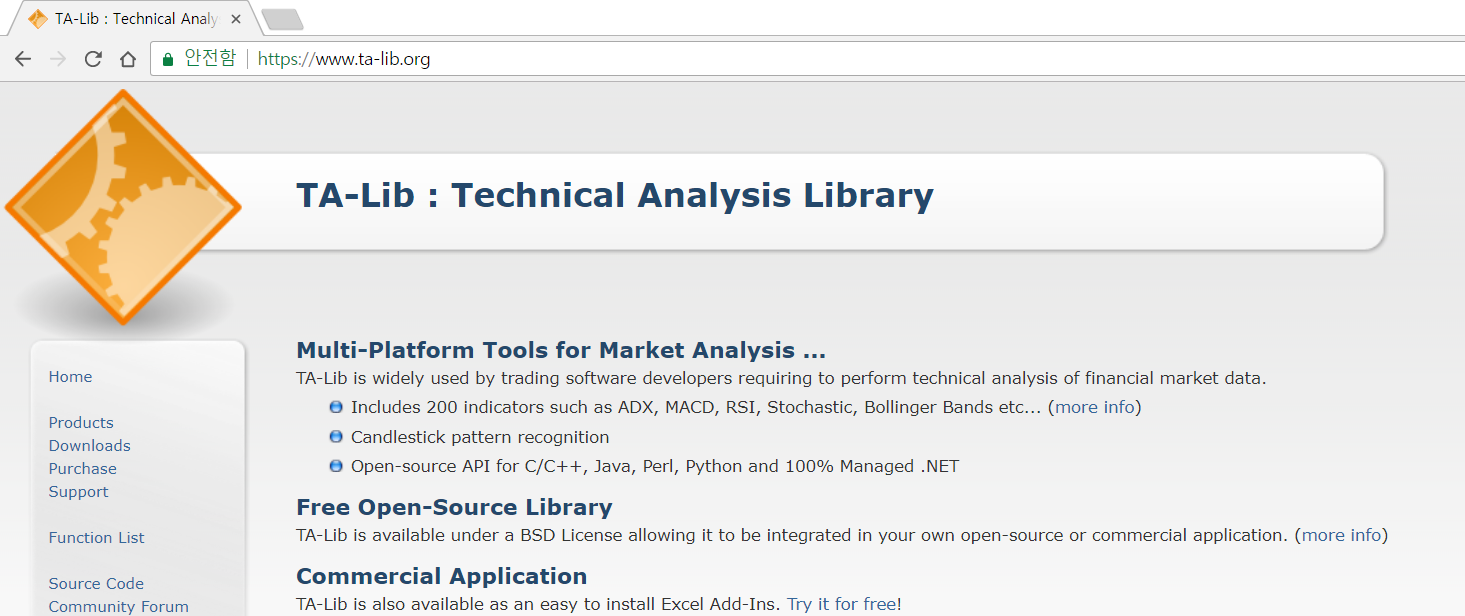 TA-Lib : Technical Analy
안전함 https://www.ta-lib.org
TA-Lib : Technical Analysis Library
Home
Products
Downloads
Purchase
Support
Function List
Source Code
Community Forum
Multi-Platform Tools for Market Analysis ...
TA-Lib is widely used by trading software developers requiring to perform technical analysis of financial market data.
Includes 200 indicators such as ADX, MACD, RSI, Stochastic, Bollinger Bands etc... (more info)
Candlestick pattern recognition
Open-source API for C/C++, Java, Perl, Python and 100% Managed .NET
Free Open-Source Library
TA-Lib is available under a BSD License allowing it to be integrated in your own open-source or commercial application. (more info)
Commercial Application
TA-Lib is also available as an easy to install Excel Add-Ins. Try it for free!